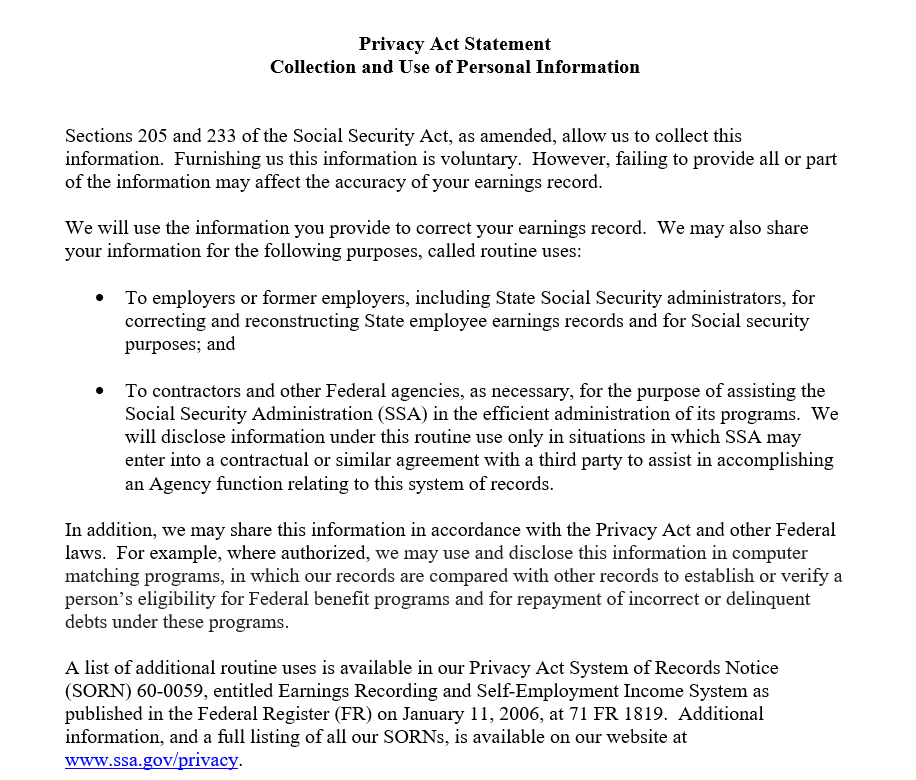 Privacy Act Statement
Collection and Use of Personal Information
Sections 205 and 233 of the Social Security Act, as amended, allow us to collect this
information.  Furnishing us this information is voluntary.  However, failing to provide all or part
of the information may affect the accuracy of your earnings record.
We will use the information you provide to correct your earnings record.  We may also share
your information for the following purposes, called routine uses:
• To employers or former employers, including State Social Security administrators, for
correcting and reconstructing State employee earnings records and for Social security
purposes; and
• To contractors and other Federal agencies, as necessary, for the purpose of assisting the
Social Security Administration (SSA) in the efficient administration of its programs.  We
will disclose information under this routine use only in situations in which SSA may
enter into a contractual or similar agreement with a third party to assist in accomplishing
an Agency function relating to this system of records.
In addition, we may share this information in accordance with the Privacy Act and other Federal
laws.  For example, where authorized, we may use and disclose this information in computer
matching programs, in which our records are compared with other records to establish or verify a
person’s eligibility for Federal benefit programs and for repayment of incorrect or delinquent
debts under these programs.
A list of additional routine uses is available in our Privacy Act System of Records Notice
(SORN) 60-0059, entitled Earnings Recording and Self-Employment Income System as
published in the Federal Register (FR) on January 11, 2006, at 71 FR 1819.  Additional
information, and a full listing of all our SORNs, is available on our website at
www.ssa.gov/privacy.